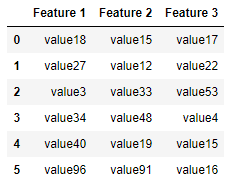 Feature 1 Feature 2 Feature 3
0 value18 value15 value17
1 value27 value12 value22
2 value3 value33 value53
3 value34 value48 value4
4 value40 value19 value15
5 value96 value91 value16